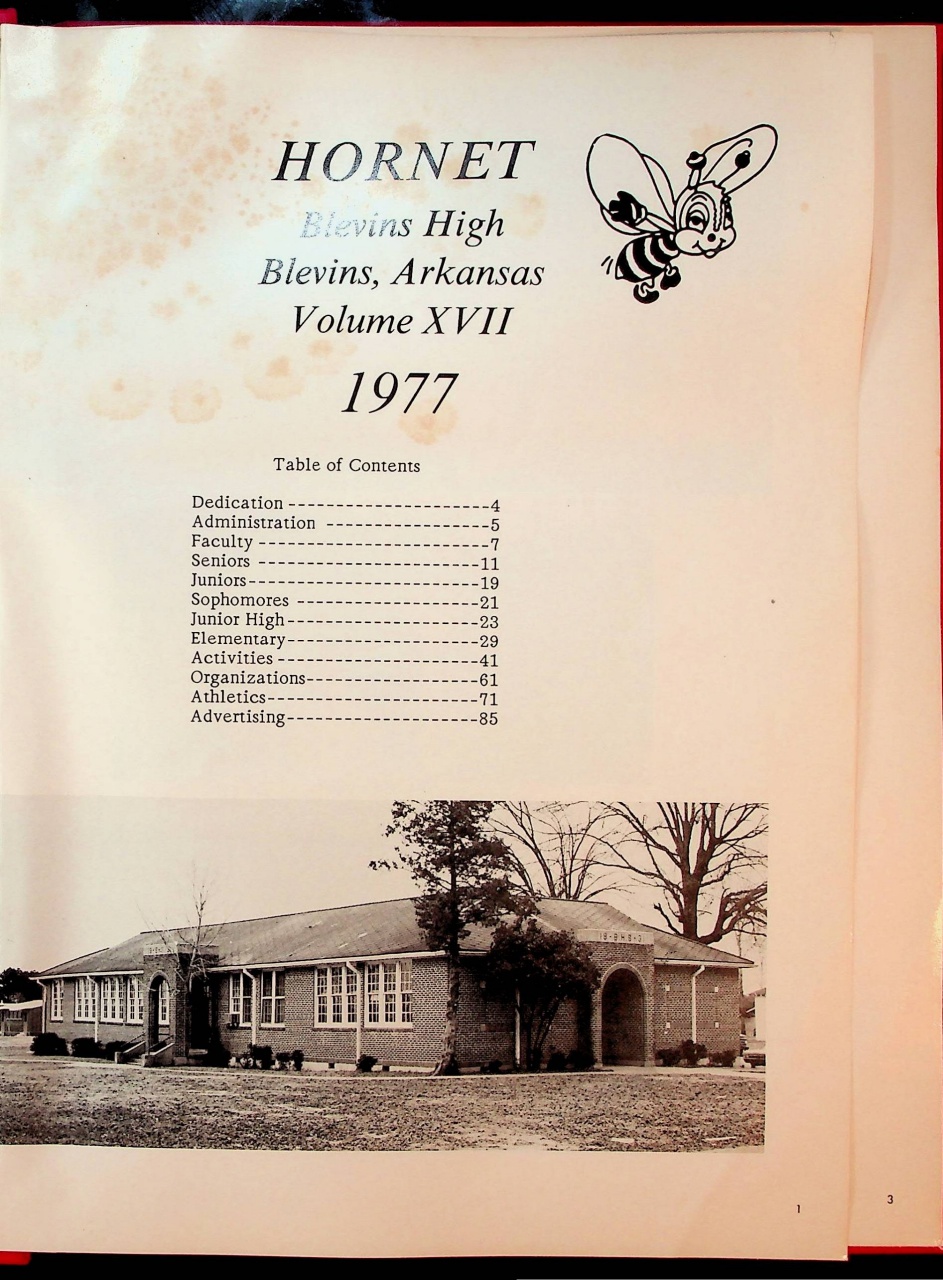 HORNET
Blevins High
Blevins, Arkansas
Volume XVII
1977
Table of Contents
Dedication ---------------------4
Administration -----------------5
Faculty ------------------------7
Seniors -----------------------11
Juniors------------------------19
Sophomores -------------------21
Junior High--------------------23
Elementary--------------------29
Activities ---------------------41
Organizations------------------61
Athletics----------------------71
Advertising--------------------85
1
3